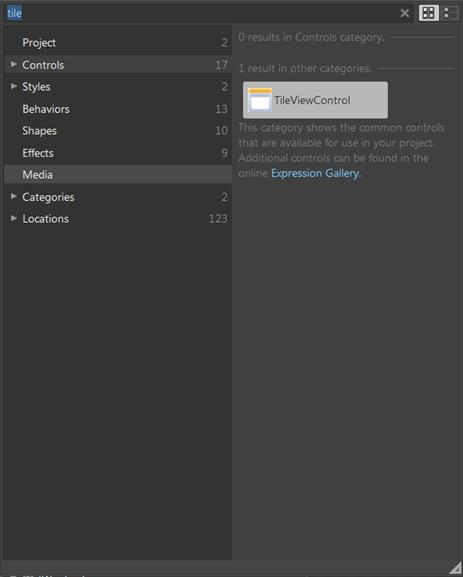 tile
Project 2
Controls 17
Styles 2
Behaviors 13
Shapes 10
Effects 9
Media
Categories 2
Locations 123
0 results in Controls category.
1 result in other categories.
TileViewControl
This category shows the common controls
that are available for use in your project.
Additional controls can be found in the
online Expression Gallery.